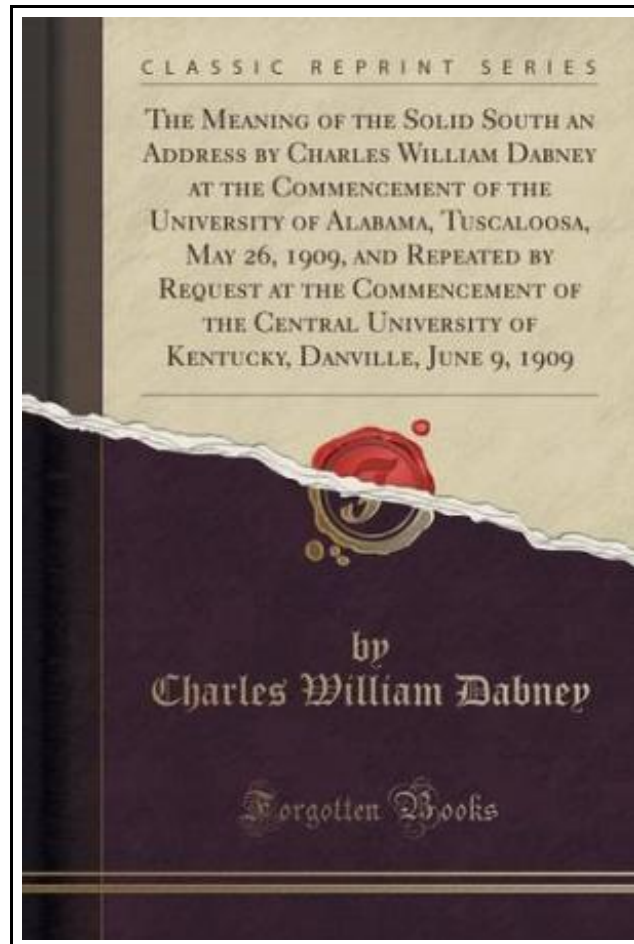 CLASSIC REPRINT SERIES
THE MEANING OF THE SOLID SOUTH AN
ADDRESS BY CHARLES WILLIAM DABNEY
AT THE COMMENCEMENT OF THE
UNIVERSITY OF ALABAMA, TUSCALOOSA,
MAY 26, 1909, AND REPEATED BY
REQUEST AT THE COMMENCEMENT OF
THE CENTRAL UNIVERSITY OF
KENTUCKY, DANVILLE, JUNE 9, 1909
by
Charles William Dabney
Forgotten Books